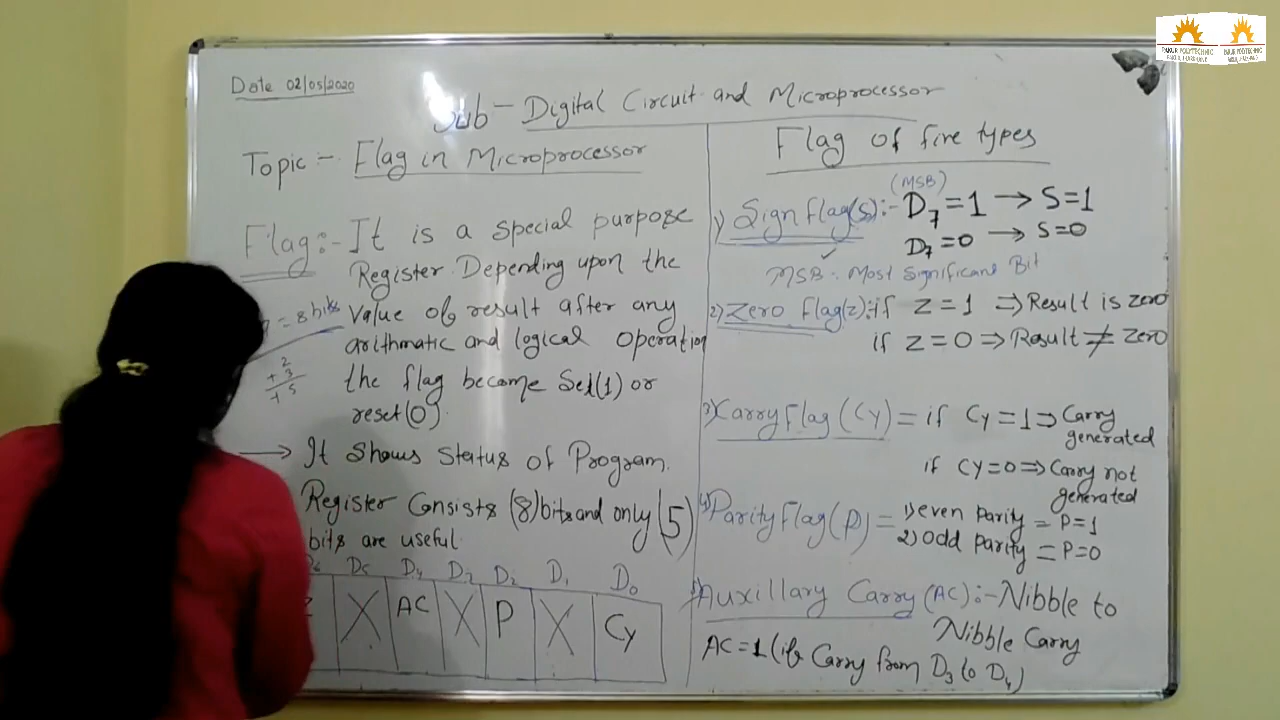 Date 02/05/2020
Sub - Digital Circuit and Microprocessor
Topic :- Flag in Microprocessor
Flag:- It is a special purpose
Register. Depending upon the
= 8 bits
Value of result after any
arithmatic and logical operation
2
+ 3
+ 5
the flag become Set(1) or
reset(0).
→ It Shows Status of Program.
Register Consists (8) bits and only (5)
bits are useful
D6 D5 D4 D3 D2 D1 D0
Z X AC X P X Cy
Flag of five types
1) Sign flag(s):- (MSB) D7 = 1 → S=1
D7 = 0 → S=0
MSB: Most Significant Bit
2) Zero flag(z):if Z = 1 ⇒ Result is zero
if Z = 0 ⇒ Result ≠ zero
3) Carry Flag (Cy) = if Cy = 1 ⇒ Carry
generated
if CY=0 ⇒ Carry not
generated
4) Parity Flag (P) = 1) even parity = P=1
2) Odd parity = P=0
5) Auxillary Carry (AC):- Nibble to
Nibble Carry
AC=1 (if Carry from D3 to D4)
PAKUR POLYTECHNIC
PAKUR POLYTECHNIC